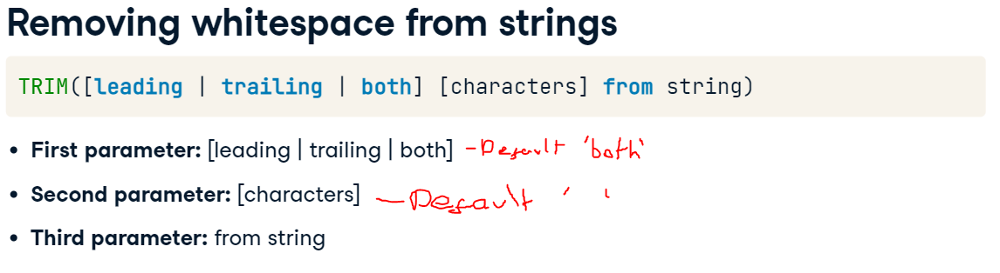 Removing whitespace from strings
TRIM([leading | trailing | both] [characters] from string)
• First parameter: [leading | trailing | both] - Default 'both'
• Second parameter: [characters] - Default ' '
• Third parameter: from string